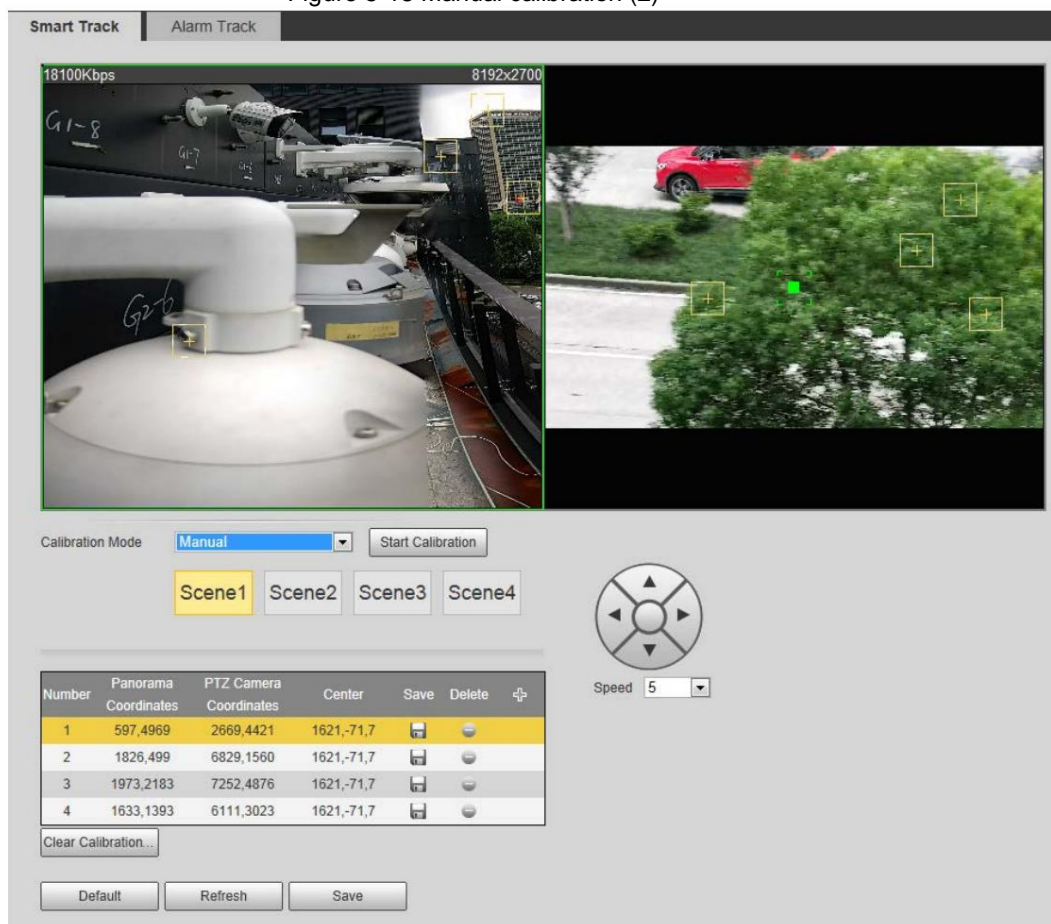 Figure 5-18 Manual calibration (2)
Smart Track Alarm Track
18100Kbps 8192x2700
G1-8
G1-7
G2-6
Calibration Mode Manual Start Calibration
Scene1 Scene2 Scene3 Scene4
Number Panorama Coordinates PTZ Camera Coordinates Center Save Delete
1 597,4969 2669,4421 1621,-71,7
2 1826,499 6829,1560 1621,-71,7
3 1973,2183 7252,4876 1621,-71,7
4 1633,1393 6111,3023 1621,-71,7
Speed 5
Clear Calibration...
Default Refresh Save